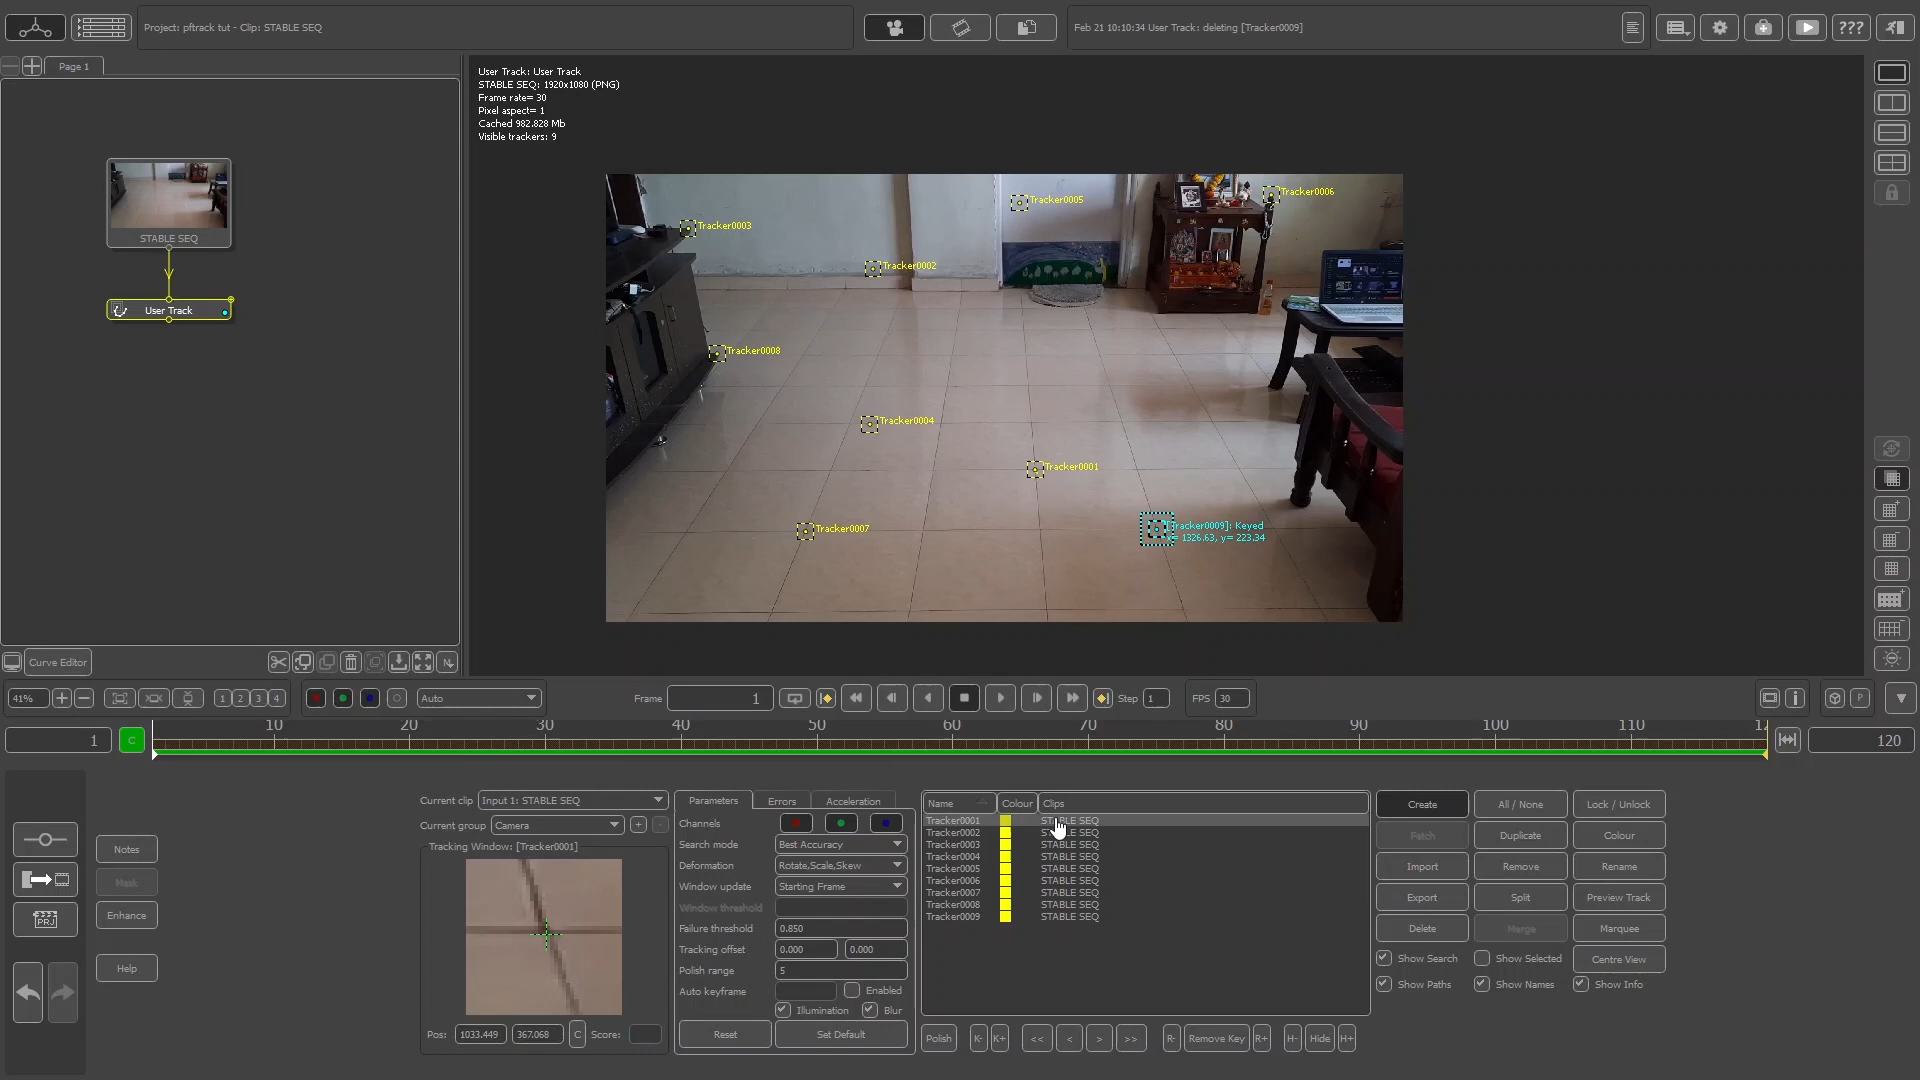 Project: pftrack tut - Clip: STABLE SEQ
Feb 21 10:10:34 User Track: deleting [Tracker0009]
???
Page 1
STABLE SEQ
User Track
Curve Editor
User Track: User Track
STABLE SEQ: 1920x1080 (PNG)
Frame rate= 30
Pixel aspect= 1
Cached 982.828 Mb
Visible trackers: 9
Tracker0006
Tracker0005
Tracker0003
Tracker0002
Tracker0008
Tracker0004
Tracker0001
Tracker0007
Tracker0009]: Keyed
= 1326.63, y= 223.34
41%
1 2 3 4
Auto
Frame 1
Step 1
FPS 30
P
1
C
10 20 30 40 50 60 70 80 90 100 110
120
PRJ
Notes
Mask
Enhance
Help
Current clip Input 1: STABLE SEQ
Current group Camera
+ -
Tracking Window: [Tracker0001]
Pos: 1033.449 367.068 C Score:
Parameters Errors Acceleration
Channels
Search mode Best Accuracy
Deformation Rotate,Scale,Skew
Window update Starting Frame
Window threshold
Failure threshold 0.850
Tracking offset 0.000 0.000
Polish range 5
Auto keyframe Enabled
Illumination Blur
Reset Set Default
Name Colour Clips
Tracker0001 STABLE SEQ
Tracker0002 STABLE SEQ
Tracker0003 STABLE SEQ
Tracker0004 STABLE SEQ
Tracker0005 STABLE SEQ
Tracker0006 STABLE SEQ
Tracker0007 STABLE SEQ
Tracker0008 STABLE SEQ
Tracker0009 STABLE SEQ
Polish K- K+ << < > >> R- Remove Key R+ H- Hide H+
Create All / None Lock / Unlock
Fetch Duplicate Colour
Import Remove Rename
Export Split Preview Track
Delete Merge Marquee
Show Search Show Selected Centre View
Show Paths Show Names Show Info